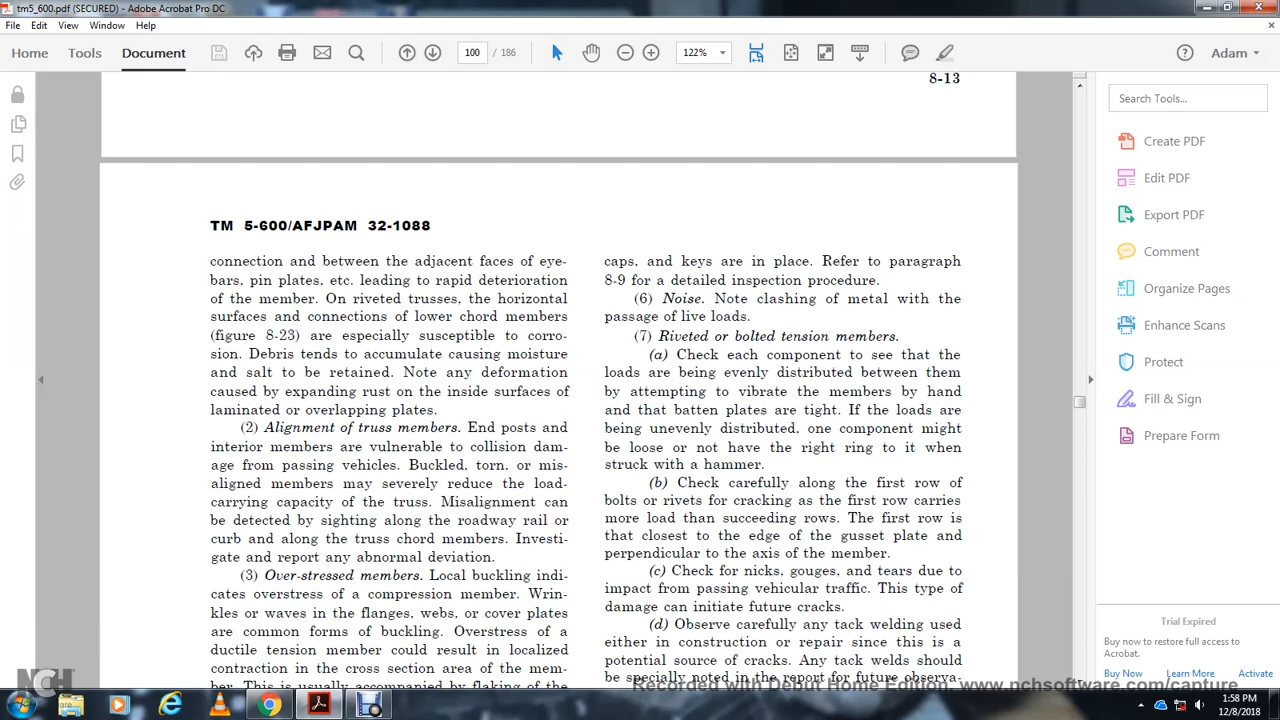 tm5_600.pdf (SECURED) - Adobe Acrobat Pro DC
File Edit View Window Help
Home Tools Document 100 / 186 122% Adam
8-13
TM 5-600/AFJPAM 32-1088
connection and between the adjacent faces of eye-
bars, pin plates, etc. leading to rapid deterioration
of the member. On riveted trusses, the horizontal
surfaces and connections of lower chord members
(figure 8-23) are especially susceptible to corro-
sion. Debris tends to accumulate causing moisture
and salt to be retained. Note any deformation
caused by expanding rust on the inside surfaces of
laminated or overlapping plates.
(2) Alignment of truss members. End posts and
interior members are vulnerable to collision dam-
age from passing vehicles. Buckled, torn, or mis-
aligned members may severely reduce the load-
carrying capacity of the truss. Misalignment can
be detected by sighting along the roadway rail or
curb and along the truss chord members. Investi-
gate and report any abnormal deviation.
(3) Over-stressed members. Local buckling indi-
cates overstress of a compression member. Wrin-
kles or waves in the flanges, webs, or cover plates
are common forms of buckling. Overstress of a
ductile tension member could result in localized
contraction in the cross section area of the mem-
ber. This is usually accompanied by flaking of the
caps, and keys are in place. Refer to paragraph
8-9 for a detailed inspection procedure.
(6) Noise. Note clashing of metal with the
passage of live loads.
(7) Riveted or bolted tension members.
(a) Check each component to see that the
loads are being evenly distributed between them
by attempting to vibrate the members by hand
and that batten plates are tight. If the loads are
being unevenly distributed, one component might
be loose or not have the right ring to it when
struck with a hammer.
(b) Check carefully along the first row of
bolts or rivets for cracking as the first row carries
more load than succeeding rows. The first row is
that closest to the edge of the gusset plate and
perpendicular to the axis of the member.
(c) Check for nicks, gouges, and tears due to
impact from passing vehicular traffic. This type of
damage can initiate future cracks.
(d) Observe carefully any tack welding used
either in construction or repair since this is a
potential source of cracks. Any tack welds should
be specially noted in the report for future observa-
Search Tools...
Create PDF
Edit PDF
Export PDF
Comment
Organize Pages
Enhance Scans
Protect
Fill & Sign
Prepare Form
Trial Expired
Buy now to restore full access to
Acrobat.
Buy Now Learn More Activate
NCH
Recorded with Debut Home Edition: www.nchsoftware.com/capture
1:58 PM
12/8/2018